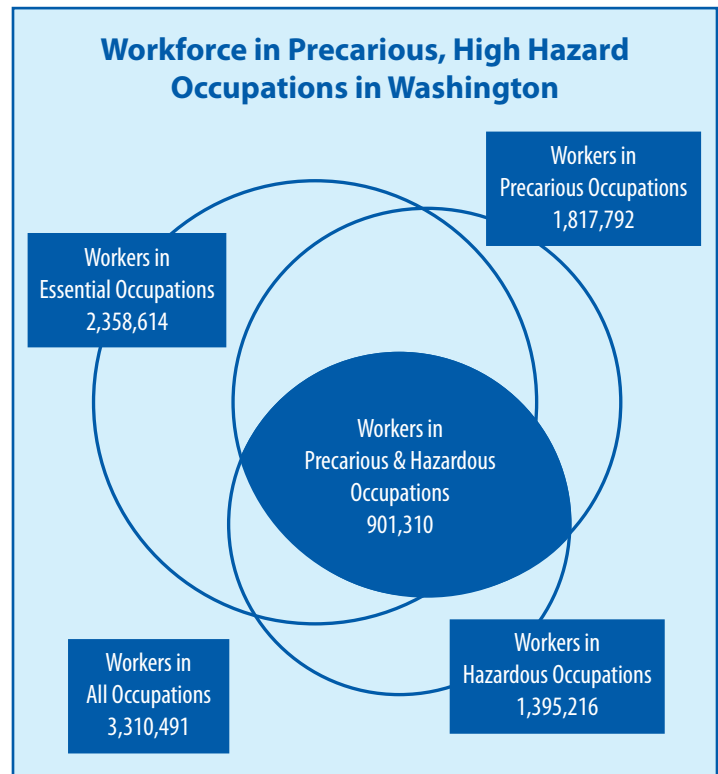 Workforce in Precarious, High Hazard
Occupations in Washington
Workers in
Precarious Occupations
1,817,792
Workers in
Essential Occupations
2,358,614
Workers in
Precarious & Hazardous
Occupations
901,310
Workers in
Hazardous Occupations
1,395,216
Workers in
All Occupations
3,310,491